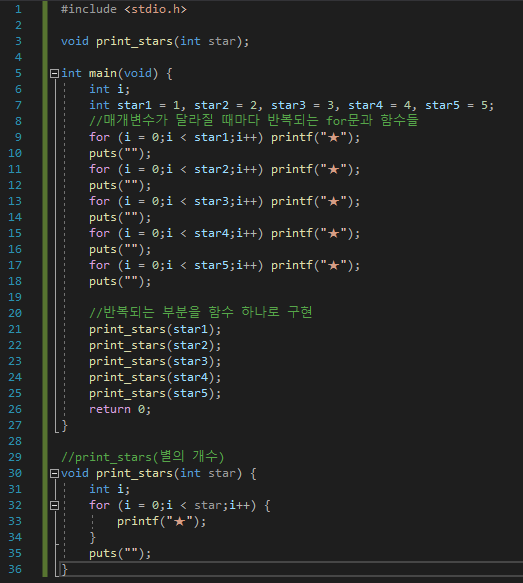 1 #include <stdio.h>
2
3 void print_stars(int star);
4
5 int main(void) {
6 int i;
7 int star1 = 1, star2 = 2, star3 = 3, star4 = 4, star5 = 5;
8 //매개변수가 달라질 때마다 반복되는 for문과 함수들
9 for (i = 0;i < star1;i++) printf("★");
10 puts("");
11 for (i = 0;i < star2;i++) printf("★");
12 puts("");
13 for (i = 0;i < star3;i++) printf("★");
14 puts("");
15 for (i = 0;i < star4;i++) printf("★");
16 puts("");
17 for (i = 0;i < star5;i++) printf("★");
18 puts("");
19
20 //반복되는 부분을 함수 하나로 구현
21 print_stars(star1);
22 print_stars(star2);
23 print_stars(star3);
24 print_stars(star4);
25 print_stars(star5);
26 return 0;
27 }
28
29 //print_stars(별의 개수)
30 void print_stars(int star) {
31 int i;
32 for (i = 0;i < star;i++) {
33 printf("★");
34 }
35 puts("");
36 }